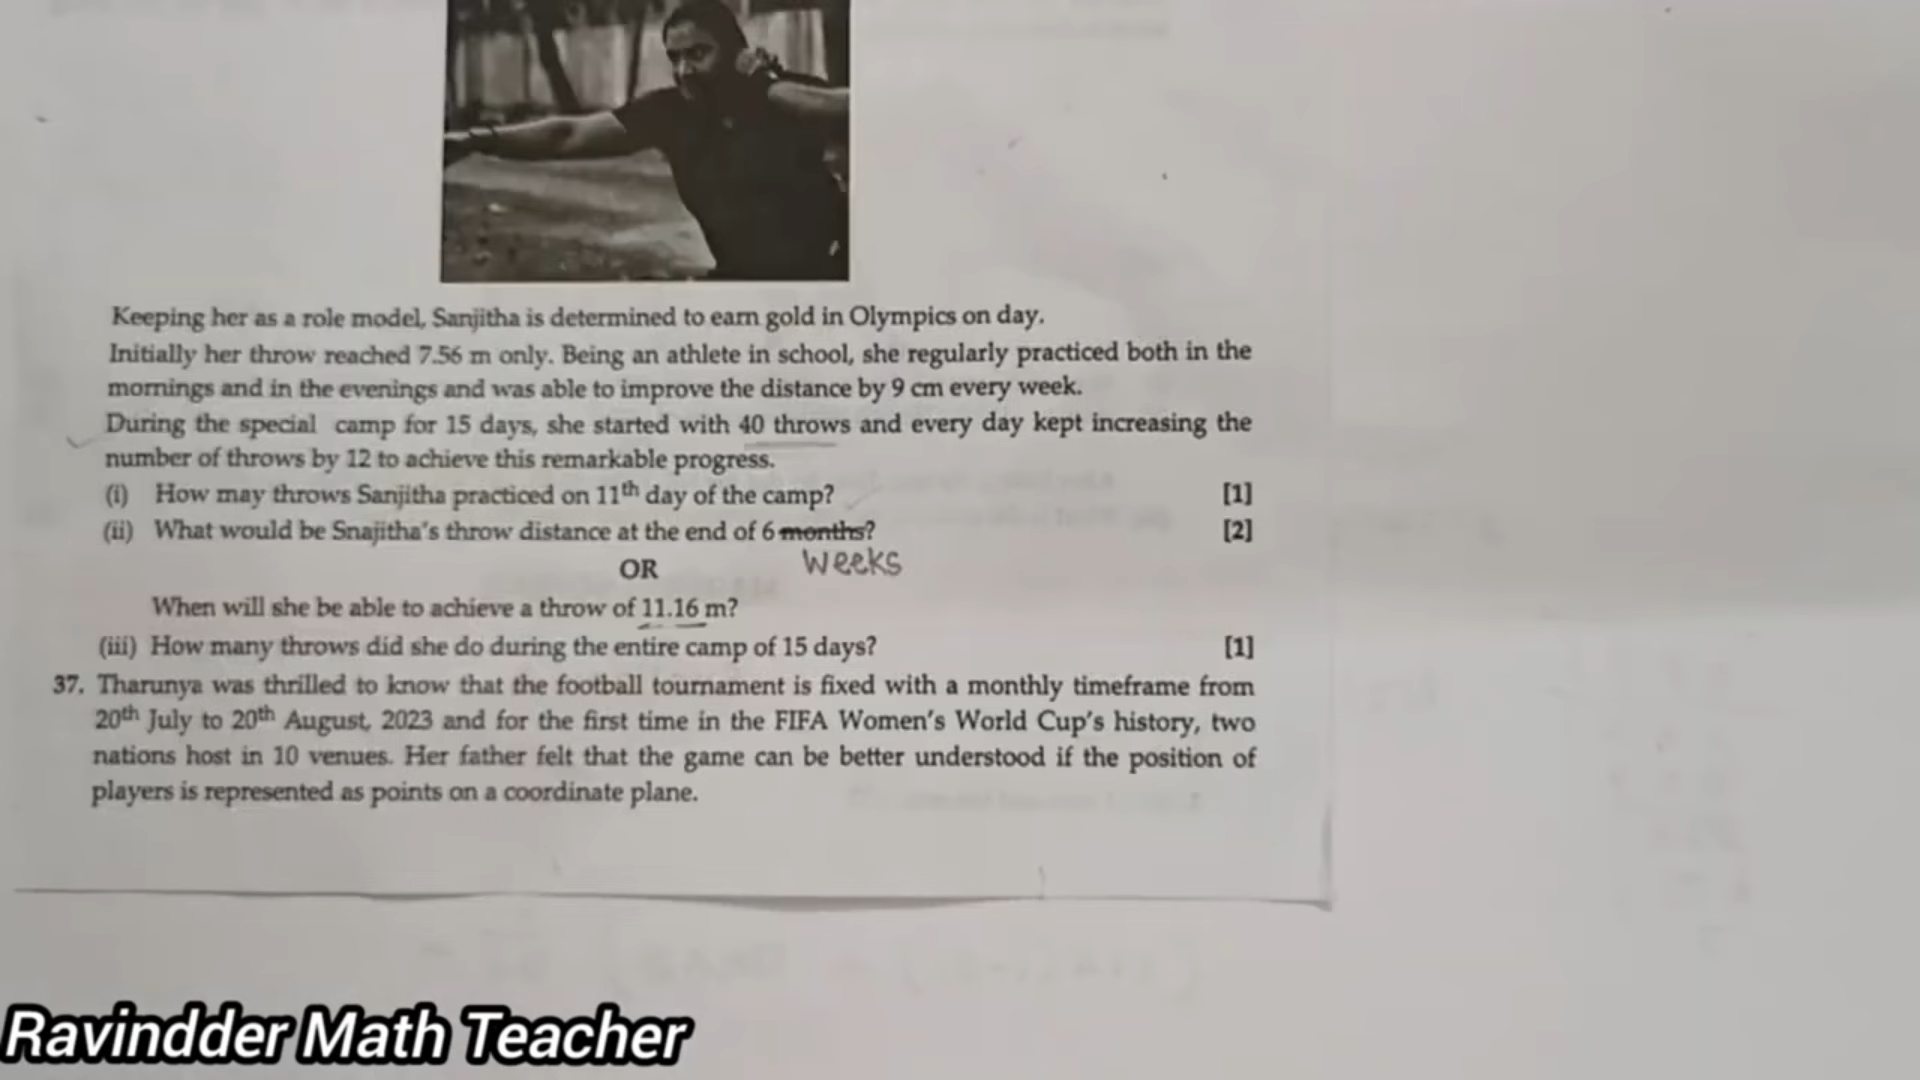 Keeping her as a role model, Sanjitha is determined to earn gold in Olympics on day.
Initially her throw reached 7.56 m only. Being an athlete in school, she regularly practiced both in the
mornings and in the evenings and was able to improve the distance by 9 cm every week.
During the special camp for 15 days, she started with 40 throws and every day kept increasing the
number of throws by 12 to achieve this remarkable progress.
(i) How may throws Sanjitha practiced on 11th day of the camp? [1]
(ii) What would be Snajitha's throw distance at the end of 6 months? [2]
weeks
OR
When will she be able to achieve a throw of 11.16 m?
(iii) How many throws did she do during the entire camp of 15 days? [1]
37. Tharunya was thrilled to know that the football tournament is fixed with a monthly timeframe from
20th July to 20th August, 2023 and for the first time in the FIFA Women's World Cup's history, two
nations host in 10 venues. Her father felt that the game can be better understood if the position of
players is represented as points on a coordinate plane.
Ravindder Math Teacher